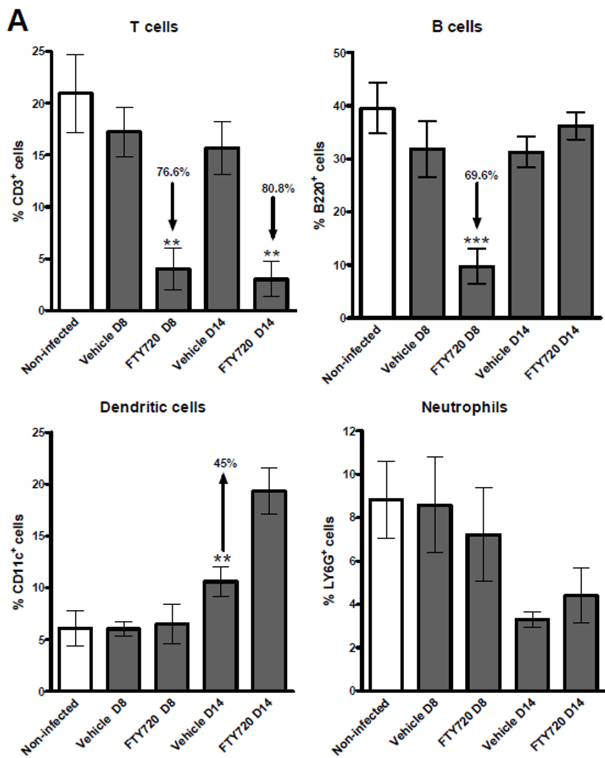 A
T cells
% CD3+ cells
25
20
15
10
5
0
76.6%
**
80.8%
**
Non-infected
Vehicle D8
FTY720 D8
Vehicle D14
FTY720 D14
B cells
% B220+ cells
50
40
30
20
10
0
69.6%
***
Non-infected
Vehicle D8
FTY720 D8
Vehicle D14
FTY720 D14
Dendritic cells
% CD11c+ cells
25
20
15
10
5
0
45%
**
Non-infected
Vehicle D8
FTY720 D8
Vehicle D14
FTY720 D14
Neutrophils
% LY6G+ cells
12
10
8
6
4
2
0
Non-infected
Vehicle D8
FTY720 D8
Vehicle D14
FTY720 D14